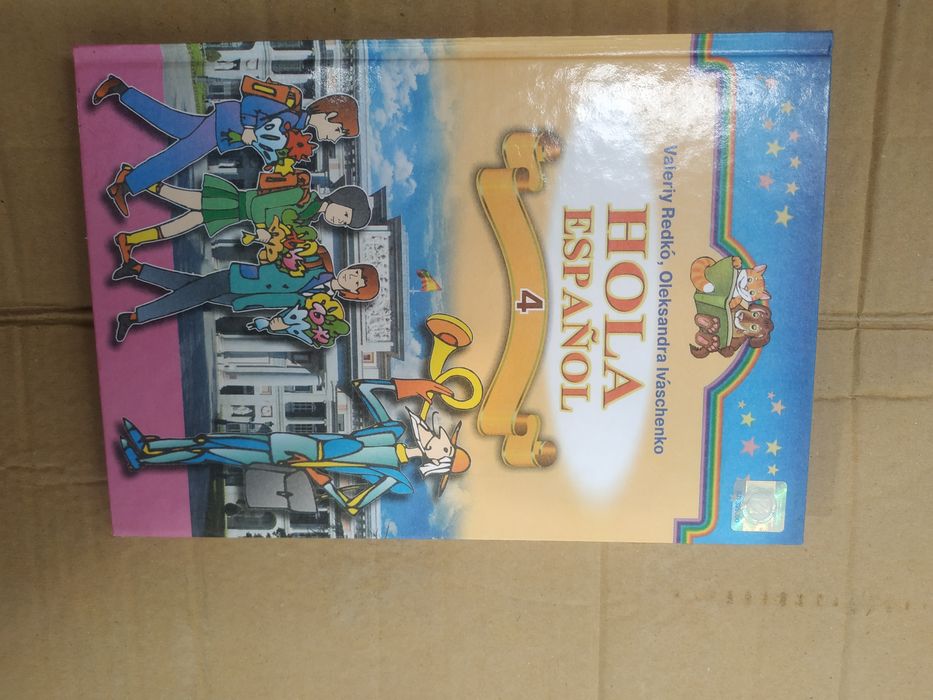 Valeriy Redkó, Oleksandra Iváschenko
HOLA
ESPAÑOL
4